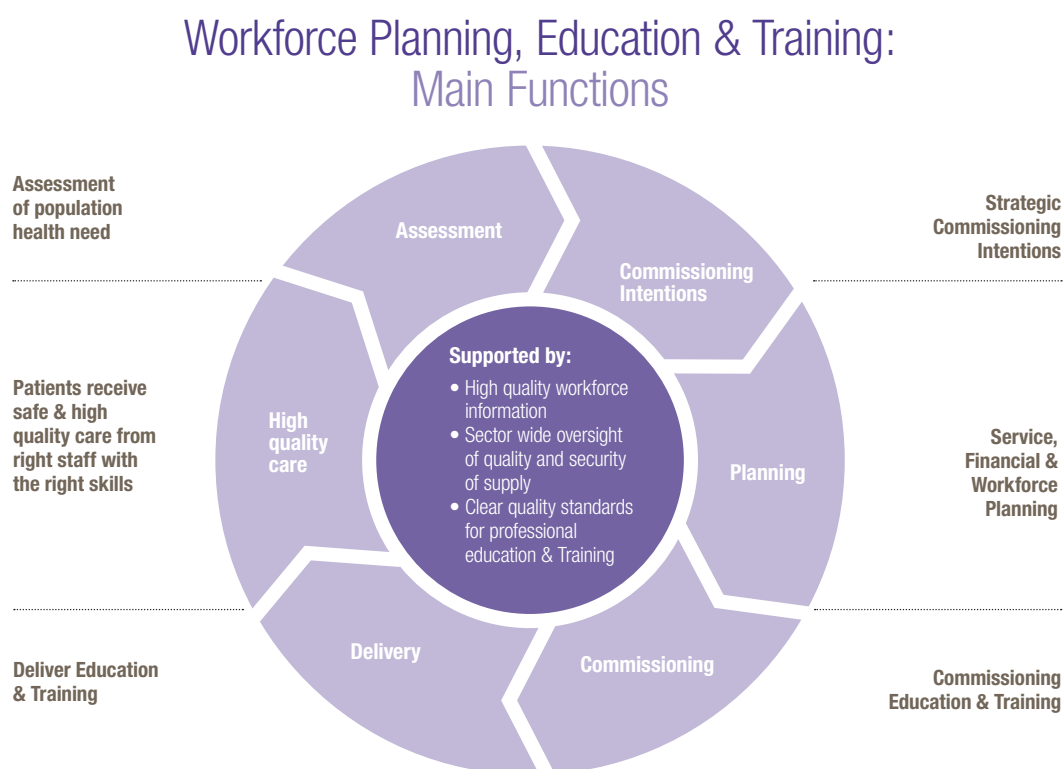 Workforce Planning, Education & Training:
Main Functions
Assessment
of population
health need
Assessment
Commissioning
Intentions
Strategic
Commissioning
Intentions
Patients receive
safe & high
quality care from
right staff with
the right skills
High
quality
care
Supported by:
• High quality workforce
information
• Sector wide oversight
of quality and security
of supply
• Clear quality standards
for professional
education & Training
Planning
Service,
Financial &
Workforce
Planning
Deliver Education
& Training
Delivery
Commissioning
Commissioning
Education & Training